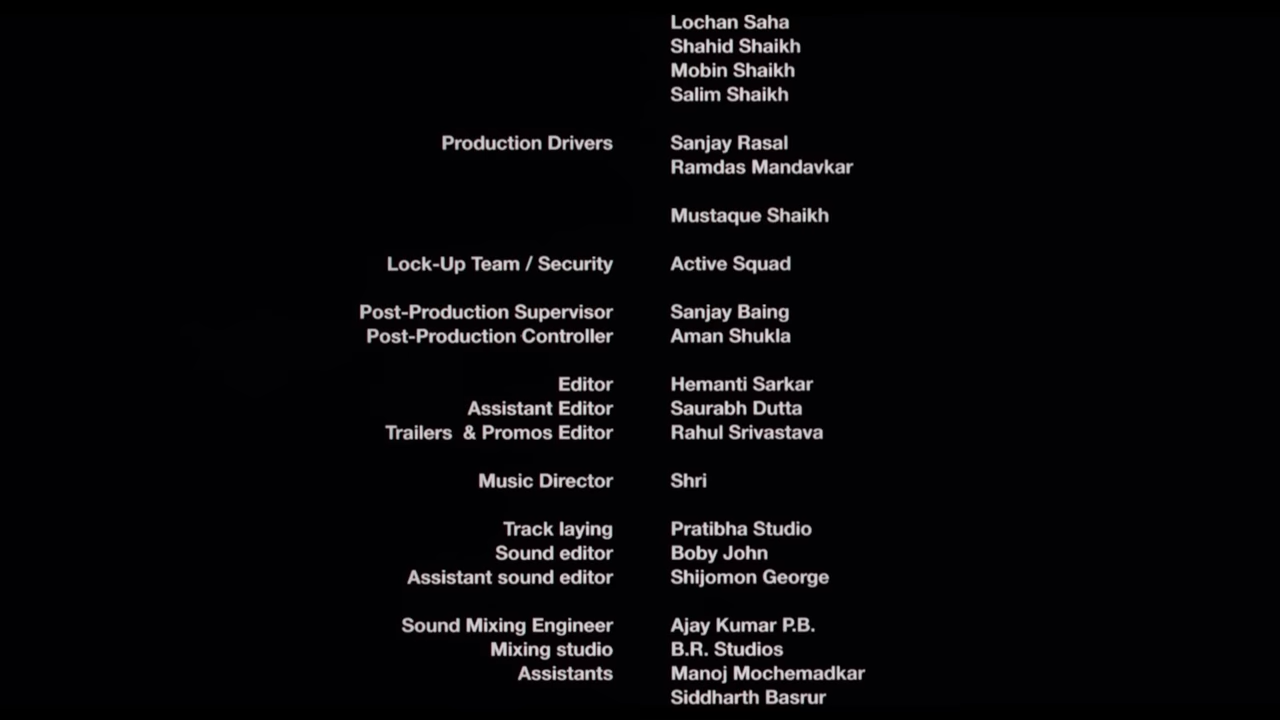 Lochan Saha
Shahid Shaikh
Mobin Shaikh
Salim Shaikh
Production Drivers Sanjay Rasal
Ramdas Mandavkar
Mustaque Shaikh
Lock-Up Team / Security Active Squad
Post-Production Supervisor Sanjay Baing
Post-Production Controller Aman Shukla
Editor Hemanti Sarkar
Assistant Editor Saurabh Dutta
Trailers & Promos Editor Rahul Srivastava
Music Director Shri
Track laying Pratibha Studio
Sound editor Boby John
Assistant sound editor Shijomon George
Sound Mixing Engineer Ajay Kumar P.B.
Mixing studio B.R. Studios
Assistants Manoj Mochemadkar
Siddharth Basrur